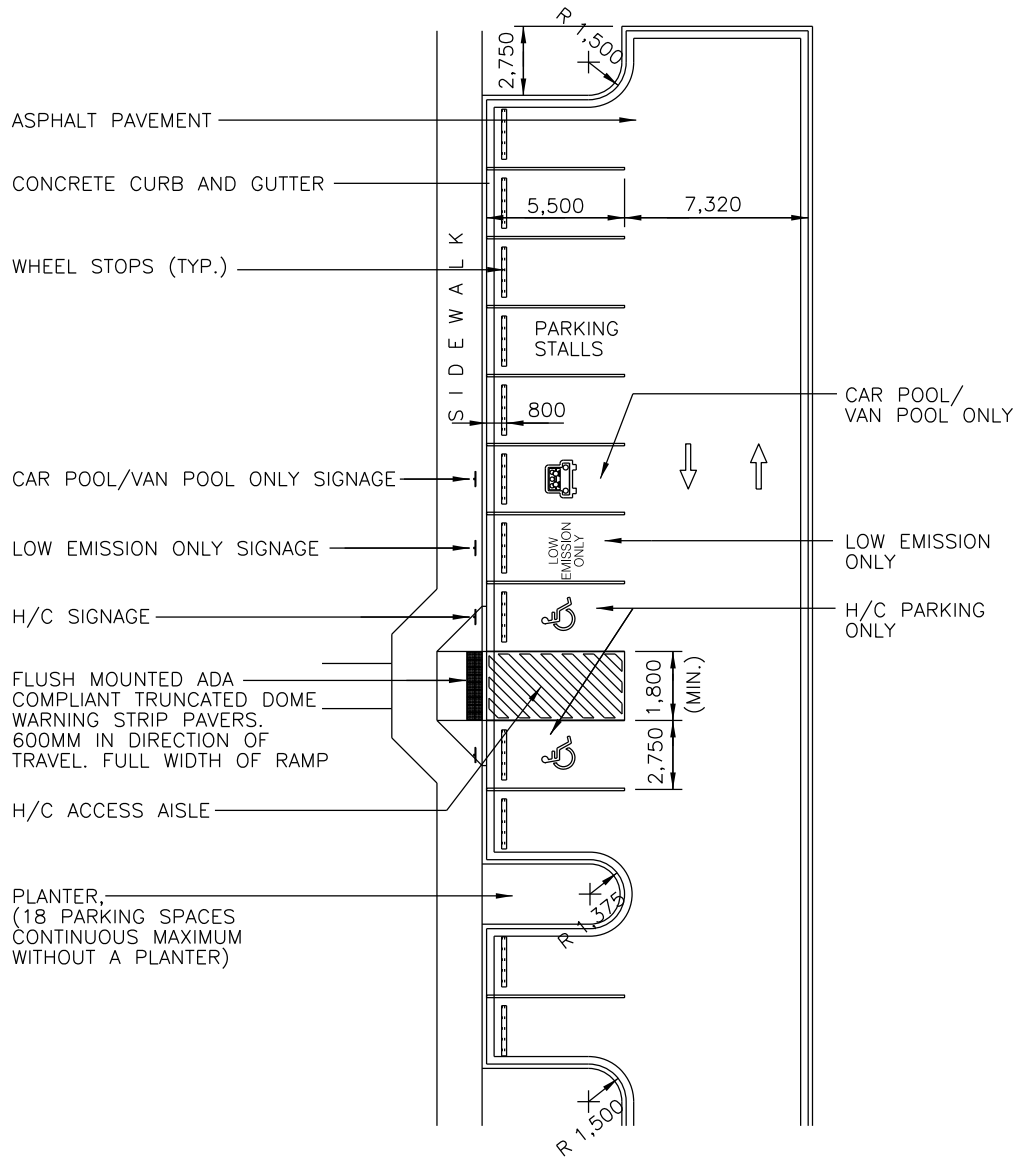 R 1,500
2,750
ASPHALT PAVEMENT
CONCRETE CURB AND GUTTER
5,500
7,320
WHEEL STOPS (TYP.)
SIDEWALK
PARKING
STALLS
800
CAR POOL/
VAN POOL ONLY
CAR POOL/VAN POOL ONLY SIGNAGE
LOW EMISSION ONLY SIGNAGE
LOW
EMISSION
ONLY
LOW EMISSION
ONLY
H/C SIGNAGE
H/C PARKING
ONLY
FLUSH MOUNTED ADA
COMPLIANT TRUNCATED DOME
WARNING STRIP PAVERS.
600MM IN DIRECTION OF
TRAVEL. FULL WIDTH OF RAMP
1,800
(MIN.)
2,750
H/C ACCESS AISLE
PLANTER,
(18 PARKING SPACES
CONTINUOUS MAXIMUM
WITHOUT A PLANTER)
R 1,375
R 1,500